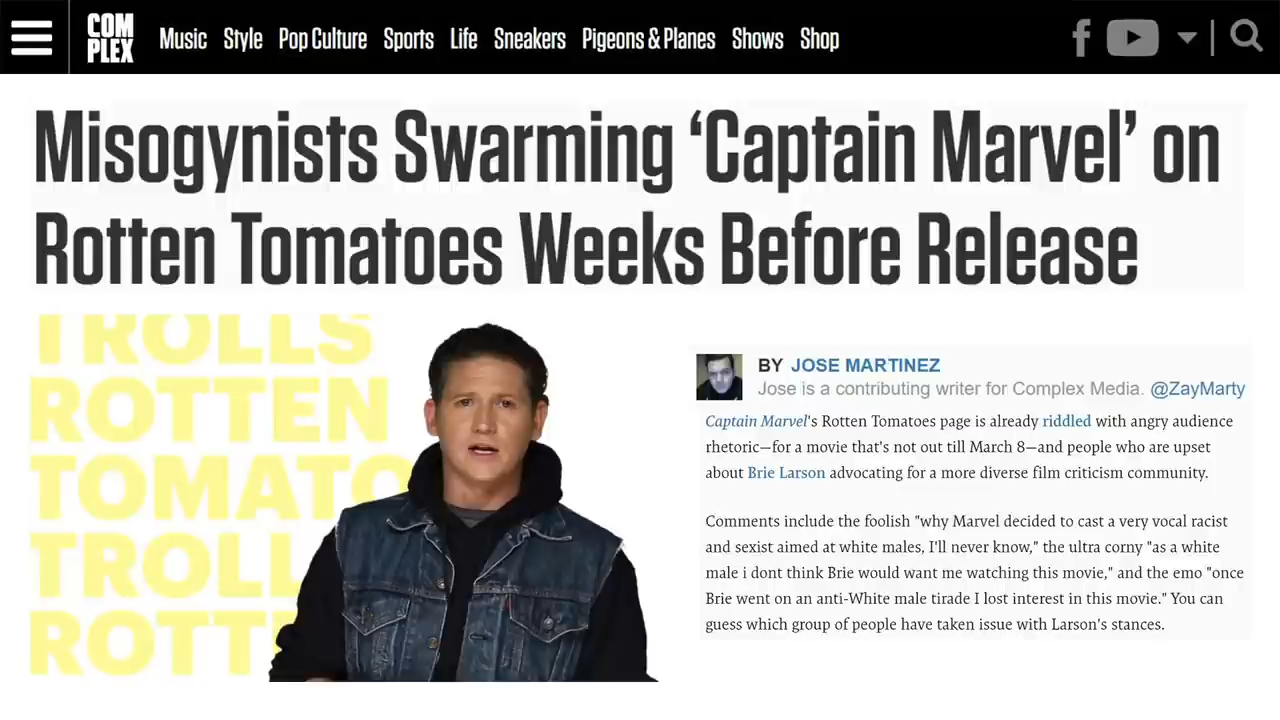 COM
PLEX
Music Style Pop Culture Sports Life Sneakers Pigeons & Planes Shows Shop
Misogynists Swarming ‘Captain Marvel’ on
Rotten Tomatoes Weeks Before Release
TROLLS
ROTTEN
TOMATO
TROLL
ROTT
BY JOSE MARTINEZ
Jose is a contributing writer for Complex Media. @ZayMarty
Captain Marvel's Rotten Tomatoes page is already riddled with angry audience
rhetoric—for a movie that's not out till March 8—and people who are upset
about Brie Larson advocating for a more diverse film criticism community.
Comments include the foolish "why Marvel decided to cast a very vocal racist
and sexist aimed at white males, I'll never know," the ultra corny "as a white
male i dont think Brie would want me watching this movie," and the emo "once
Brie went on an anti-White male tirade I lost interest in this movie." You can
guess which group of people have taken issue with Larson's stances.